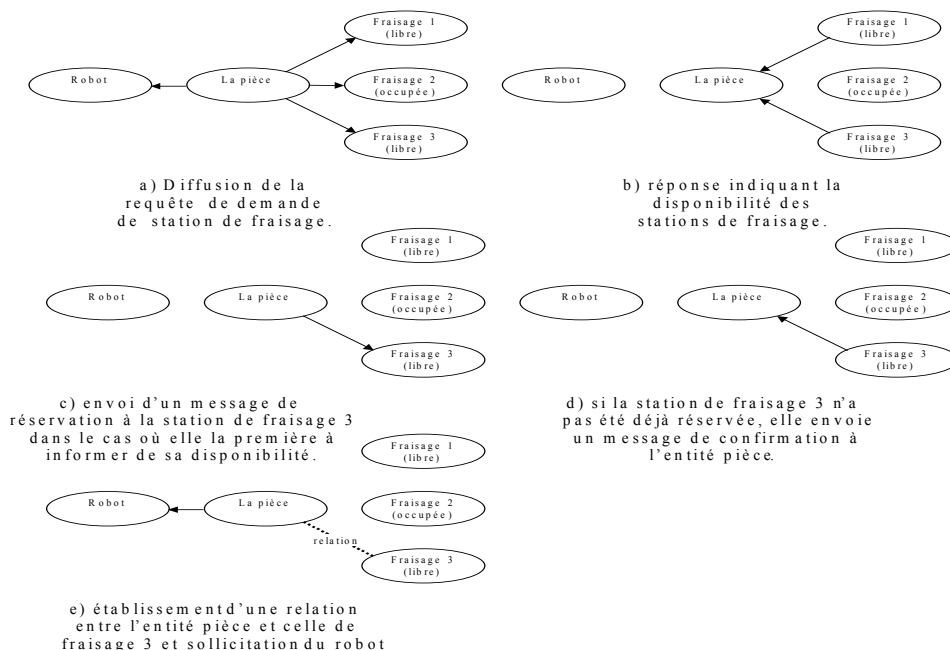 Fraisage 1
(libre)
Robot
La pièce
Fraisage 2
(occupée)
Fraisage 3
(libre)
a) Diffusion de la
requête de demande
de station de fraisage.
Fraisage 1
(libre)
Robot
La pièce
Fraisage 2
(occupée)
Fraisage 3
(libre)
b) réponse indiquant la
disponibilité des
stations de fraisage.
Fraisage 1
(libre)
Robot
La pièce
Fraisage 2
(occupée)
Fraisage 3
(libre)
c) envoi d'un message de
réservation à la station de fraisage 3
dans le cas où elle la première à
informer de sa disponibilité.
Fraisage 1
(libre)
Robot
La pièce
Fraisage 2
(occupée)
Fraisage 3
(libre)
d) si la station de fraisage 3 n'a
pas été déjà réservée, elle envoie
un message de confirmation à
l'entité pièce.
Fraisage 1
(libre)
Robot
La pièce
Fraisage 2
(occupée)
relation
Fraisage 3
(libre)
e) établissement d'une relation
entre l'entité pièce et celle de
fraisage 3 et sollicitation du robot